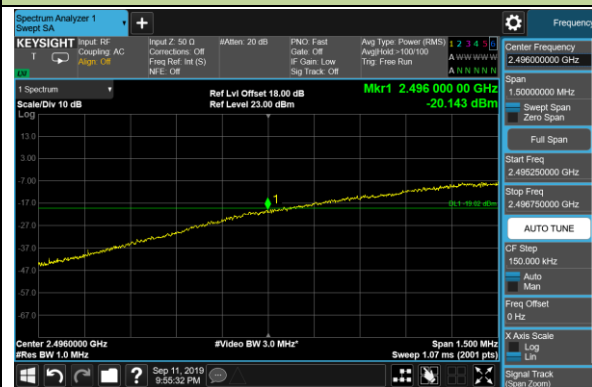 Spectrum Analyzer 1
Swept SA
+
Frequency
KEYSIGHT
Input: RF
Coupling: AC
Align: Off
Input Z: 50 Ω
Corrections: Off
Freq Ref: Int (S)
NFE: Off
#Atten: 20 dB
PNO: Fast
Gate: Off
IF Gain: Low
Sig Track: Off
Avg Type: Power (RMS)
Avg|Hold:>100/100
Trig: Free Run
1 2 3 4 5 6
A W W W W W
A N N N N N
T
LXI
Center Frequency
2.496000000 GHz
Span
1.50000000 MHz
Swept Span
Zero Span
Full Span
Start Freq
2.495250000 GHz
Stop Freq
2.496750000 GHz
AUTO TUNE
CF Step
150.000 kHz
Auto
Man
Freq Offset
0 Hz
X Axis Scale
Log
Lin
Signal Track
(Span Zoom)
1 Spectrum
Scale/Div 10 dB
Log
Ref Lvl Offset 18.00 dB
Ref Level 23.00 dBm
Mkr1 2.496 000 00 GHz
-20.143 dBm
13.0
3.00
-7.00
-17.0
-27.0
-37.0
-47.0
-57.0
-67.0
1
DL1 -19.02 dBm
Center 2.4960000 GHz
#Res BW 1.0 MHz
#Video BW 3.0 MHz*
Span 1.500 MHz
Sweep 1.07 ms (2001 pts)
?
Sep 11, 2019
9:55:32 PM